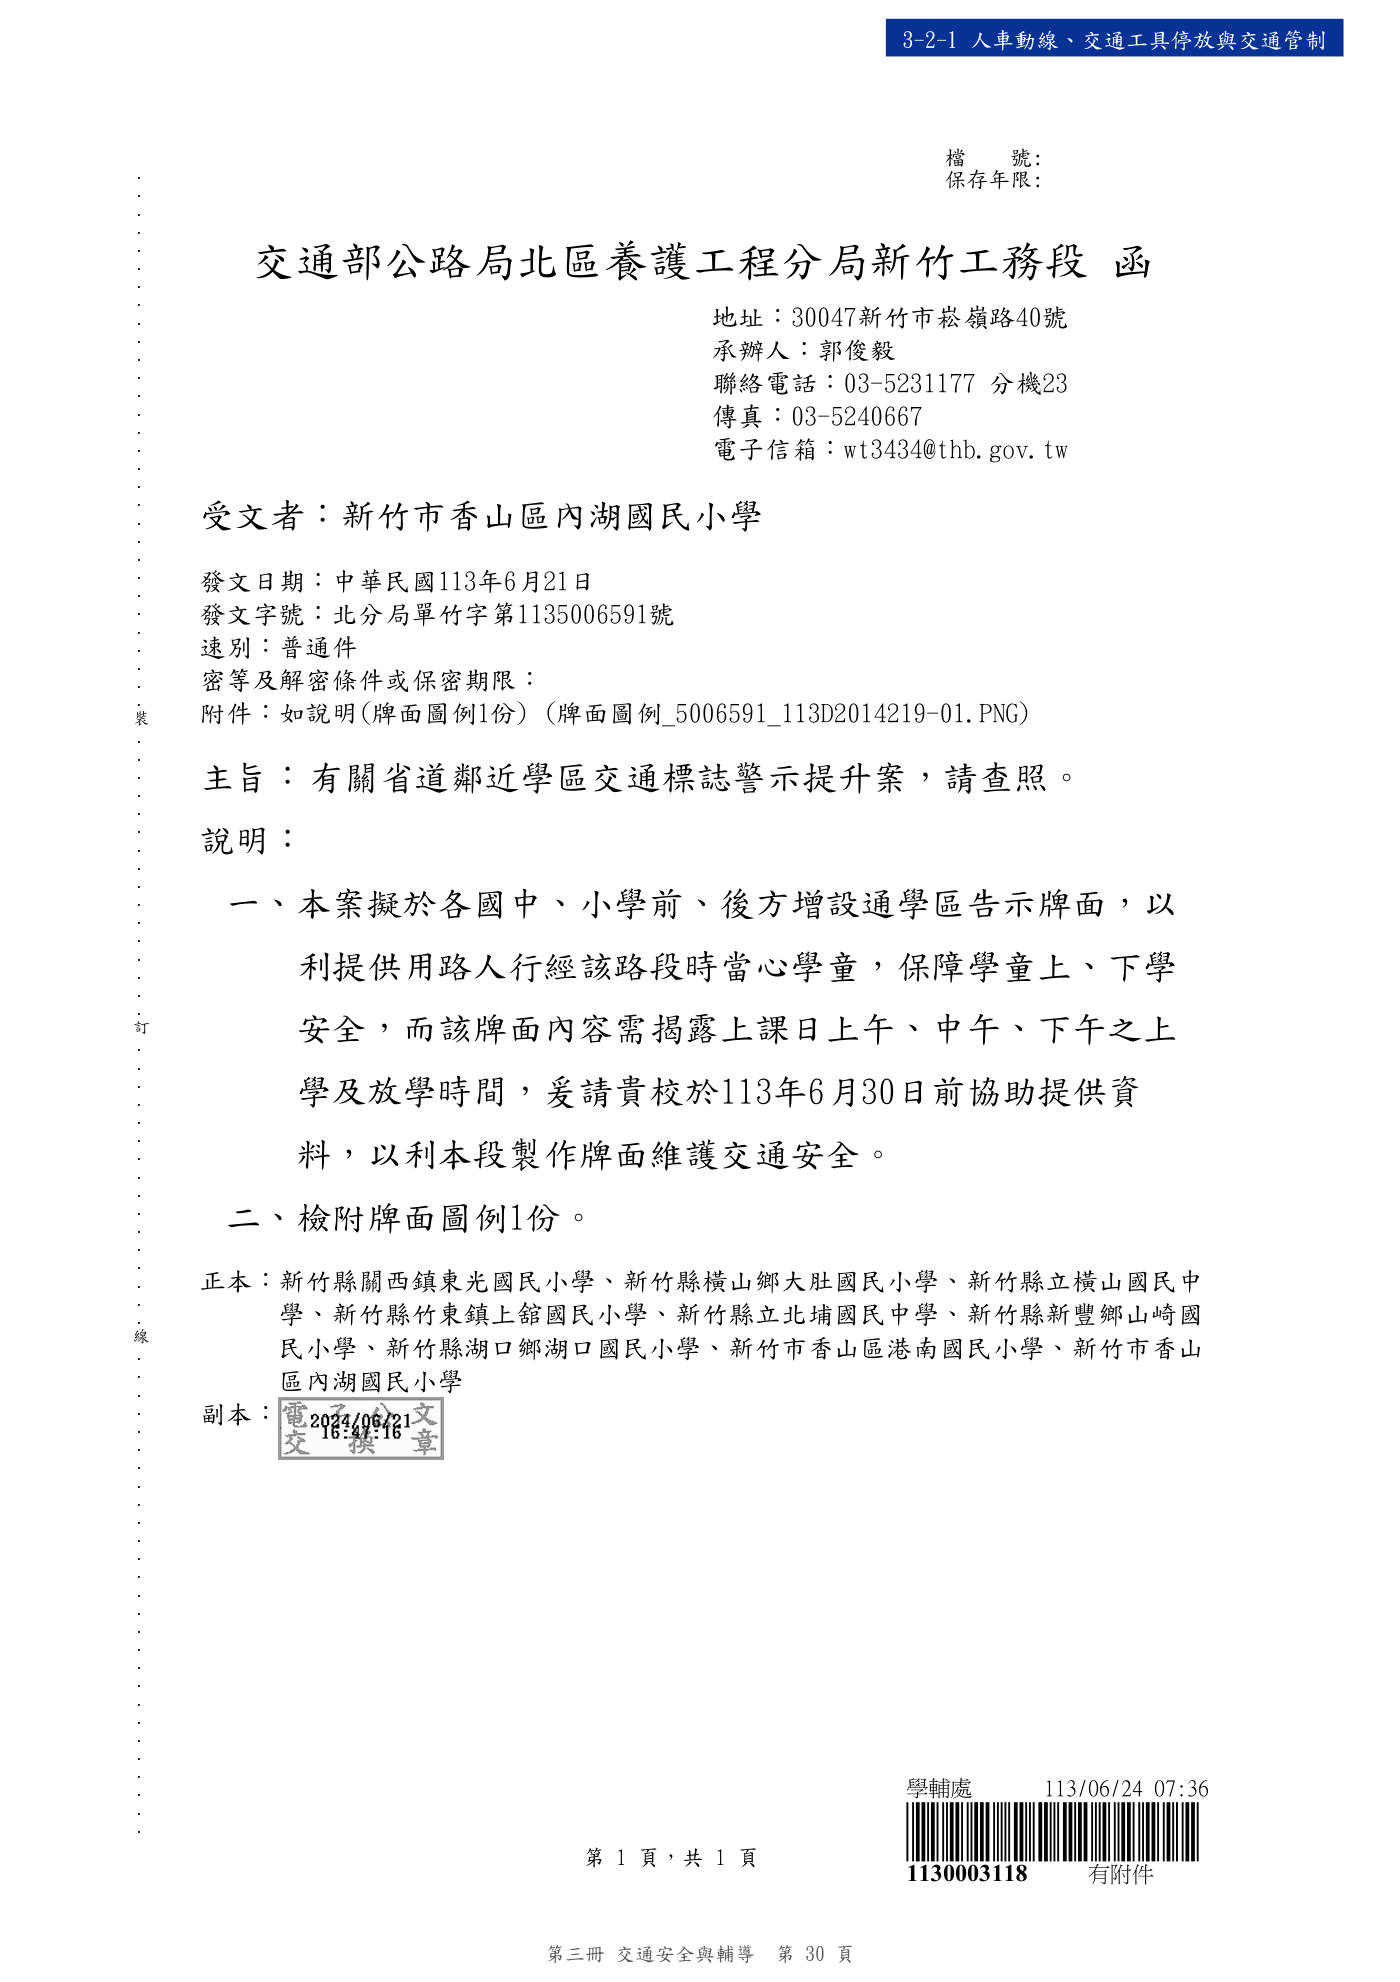 3-2-1 人車動線、交通工具停放與交通管制
檔　　號:
保存年限:
交通部公路局北區養護工程分局新竹工務段 函
地址：30047新竹市崧嶺路40號
承辦人：郭俊毅
聯絡電話：03-5231177 分機23
傳真：03-5240667
電子信箱：wt3434@thb.gov.tw
受文者：新竹市香山區內湖國民小學
發文日期：中華民國113年6月21日
發文字號：北分局單竹字第1135006591號
速別：普通件
密等及解密條件或保密期限：
附件：如說明(牌面圖例1份) (牌面圖例_5006591_113D2014219-01.PNG)
主旨：有關省道鄰近學區交通標誌警示提升案，請查照。
說明：
一、本案擬於各國中、小學前、後方增設通學區告示牌面，以
利提供用路人行經該路段時當心學童，保障學童上、下學
安全，而該牌面內容需揭露上課日上午、中午、下午之上
學及放學時間，爰請貴校於113年6月30日前協助提供資
料，以利本段製作牌面維護交通安全。
二、檢附牌面圖例1份。
正本：新竹縣關西鎮東光國民小學、新竹縣橫山鄉大肚國民小學、新竹縣立橫山國民中
學、新竹縣竹東鎮上舘國民小學、新竹縣立北埔國民中學、新竹縣新豐鄉山崎國
民小學、新竹縣湖口鄉湖口國民小學、新竹市香山區港南國民小學、新竹市香山
區內湖國民小學
副本：
電子公文
2024/06/21
16:47:16
交換章
裝
訂
線
學輔處　113/06/24 07:36
1130003118　有附件
第 1 頁，共 1 頁
第三冊 交通安全與輔導　第 30 頁